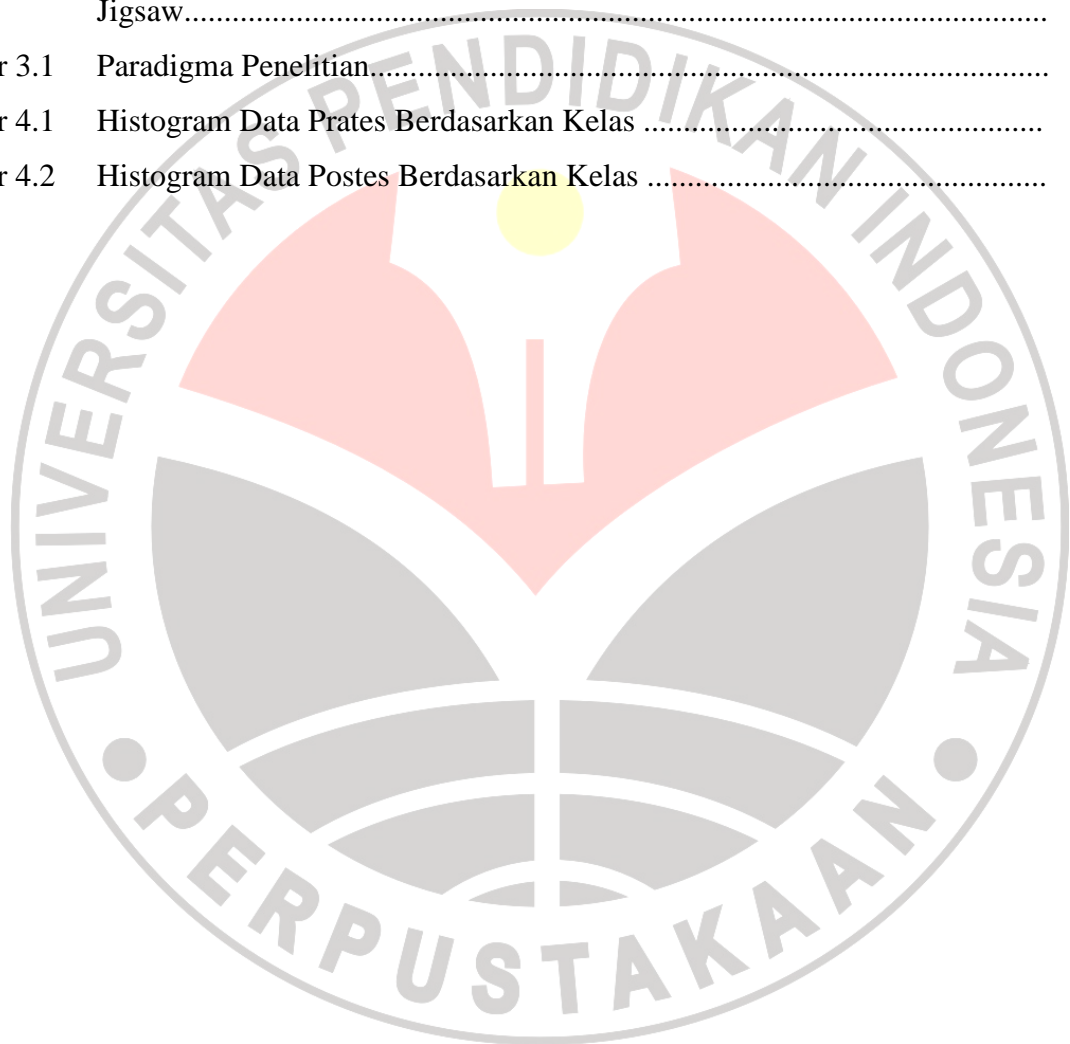 Jigsaw..........................................................................................................
r 3.1 Paradigma Penelitian...................................................................................
r 4.1 Histogram Data Prates Berdasarkan Kelas .................................................
r 4.2 Histogram Data Postes Berdasarkan Kelas .................................................
UNIVERSITAS PENDIDIKAN INDONESIA
PERPUSTAKAAN